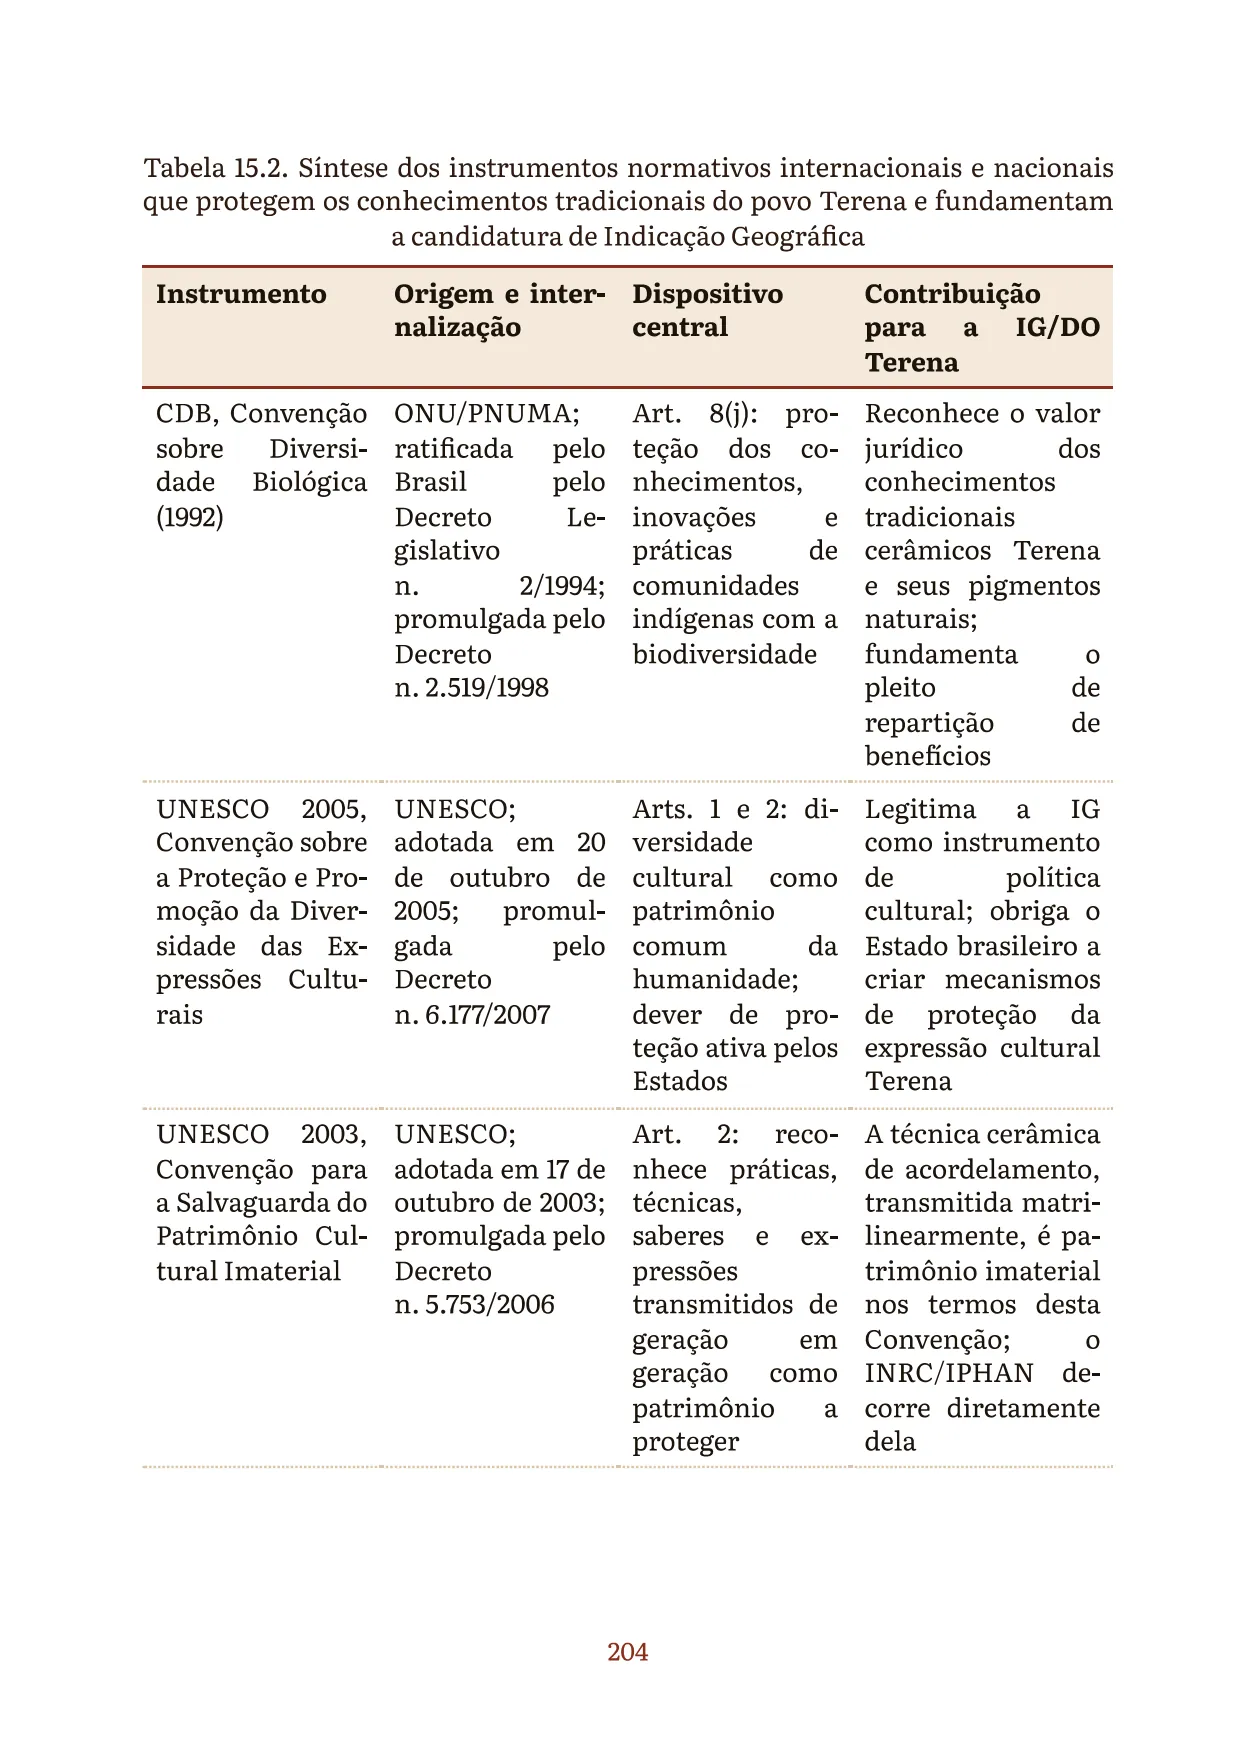 Tabela 15.2. Síntese dos instrumentos normativos internacionais e nacionais
que protegem os conhecimentos tradicionais do povo Terena e fundamentam
a candidatura de Indicação Geográfica
Instrumento
Origem e inter-
nalização
Dispositivo
central
Contribuição
para a IG/DO
Terena
CDB, Convenção
sobre Diversi-
dade Biológica
(1992)
ONU/PNUMA;
ratificada pelo
Brasil pelo
Decreto Le-
gislativo
n. 2/1994;
promulgada pelo
Decreto
n. 2.519/1998
Art. 8(j): pro-
teção dos co-
nhecimentos,
inovações e
práticas de
comunidades
indígenas com a
biodiversidade
Reconhece o valor
jurídico dos
conhecimentos
tradicionais
cerâmicos Terena
e seus pigmentos
naturais;
fundamenta o
pleito de
repartição de
benefícios
UNESCO 2005,
Convenção sobre
a Proteção e Pro-
moção da Diver-
sidade das Ex-
pressões Cultu-
rais
UNESCO;
adotada em 20
de outubro de
2005; promul-
gada pelo
Decreto
n. 6.177/2007
Arts. 1 e 2: di-
versidade
cultural como
patrimônio
comum da
humanidade;
dever de pro-
teção ativa pelos
Estados
Legitima a IG
como instrumento
de política
cultural; obriga o
Estado brasileiro a
criar mecanismos
de proteção da
expressão cultural
Terena
UNESCO 2003,
Convenção para
a Salvaguarda do
Patrimônio Cul-
tural Imaterial
UNESCO;
adotada em 17 de
outubro de 2003;
promulgada pelo
Decreto
n. 5.753/2006
Art. 2: reco-
nhece práticas,
técnicas,
saberes e ex-
pressões
transmitidos de
geração em
geração como
patrimônio a
proteger
A técnica cerâmica
de acordelamento,
transmitida matri-
linearmente, é pa-
trimônio imaterial
nos termos desta
Convenção; o
INRC/IPHAN de-
corre diretamente
dela
204